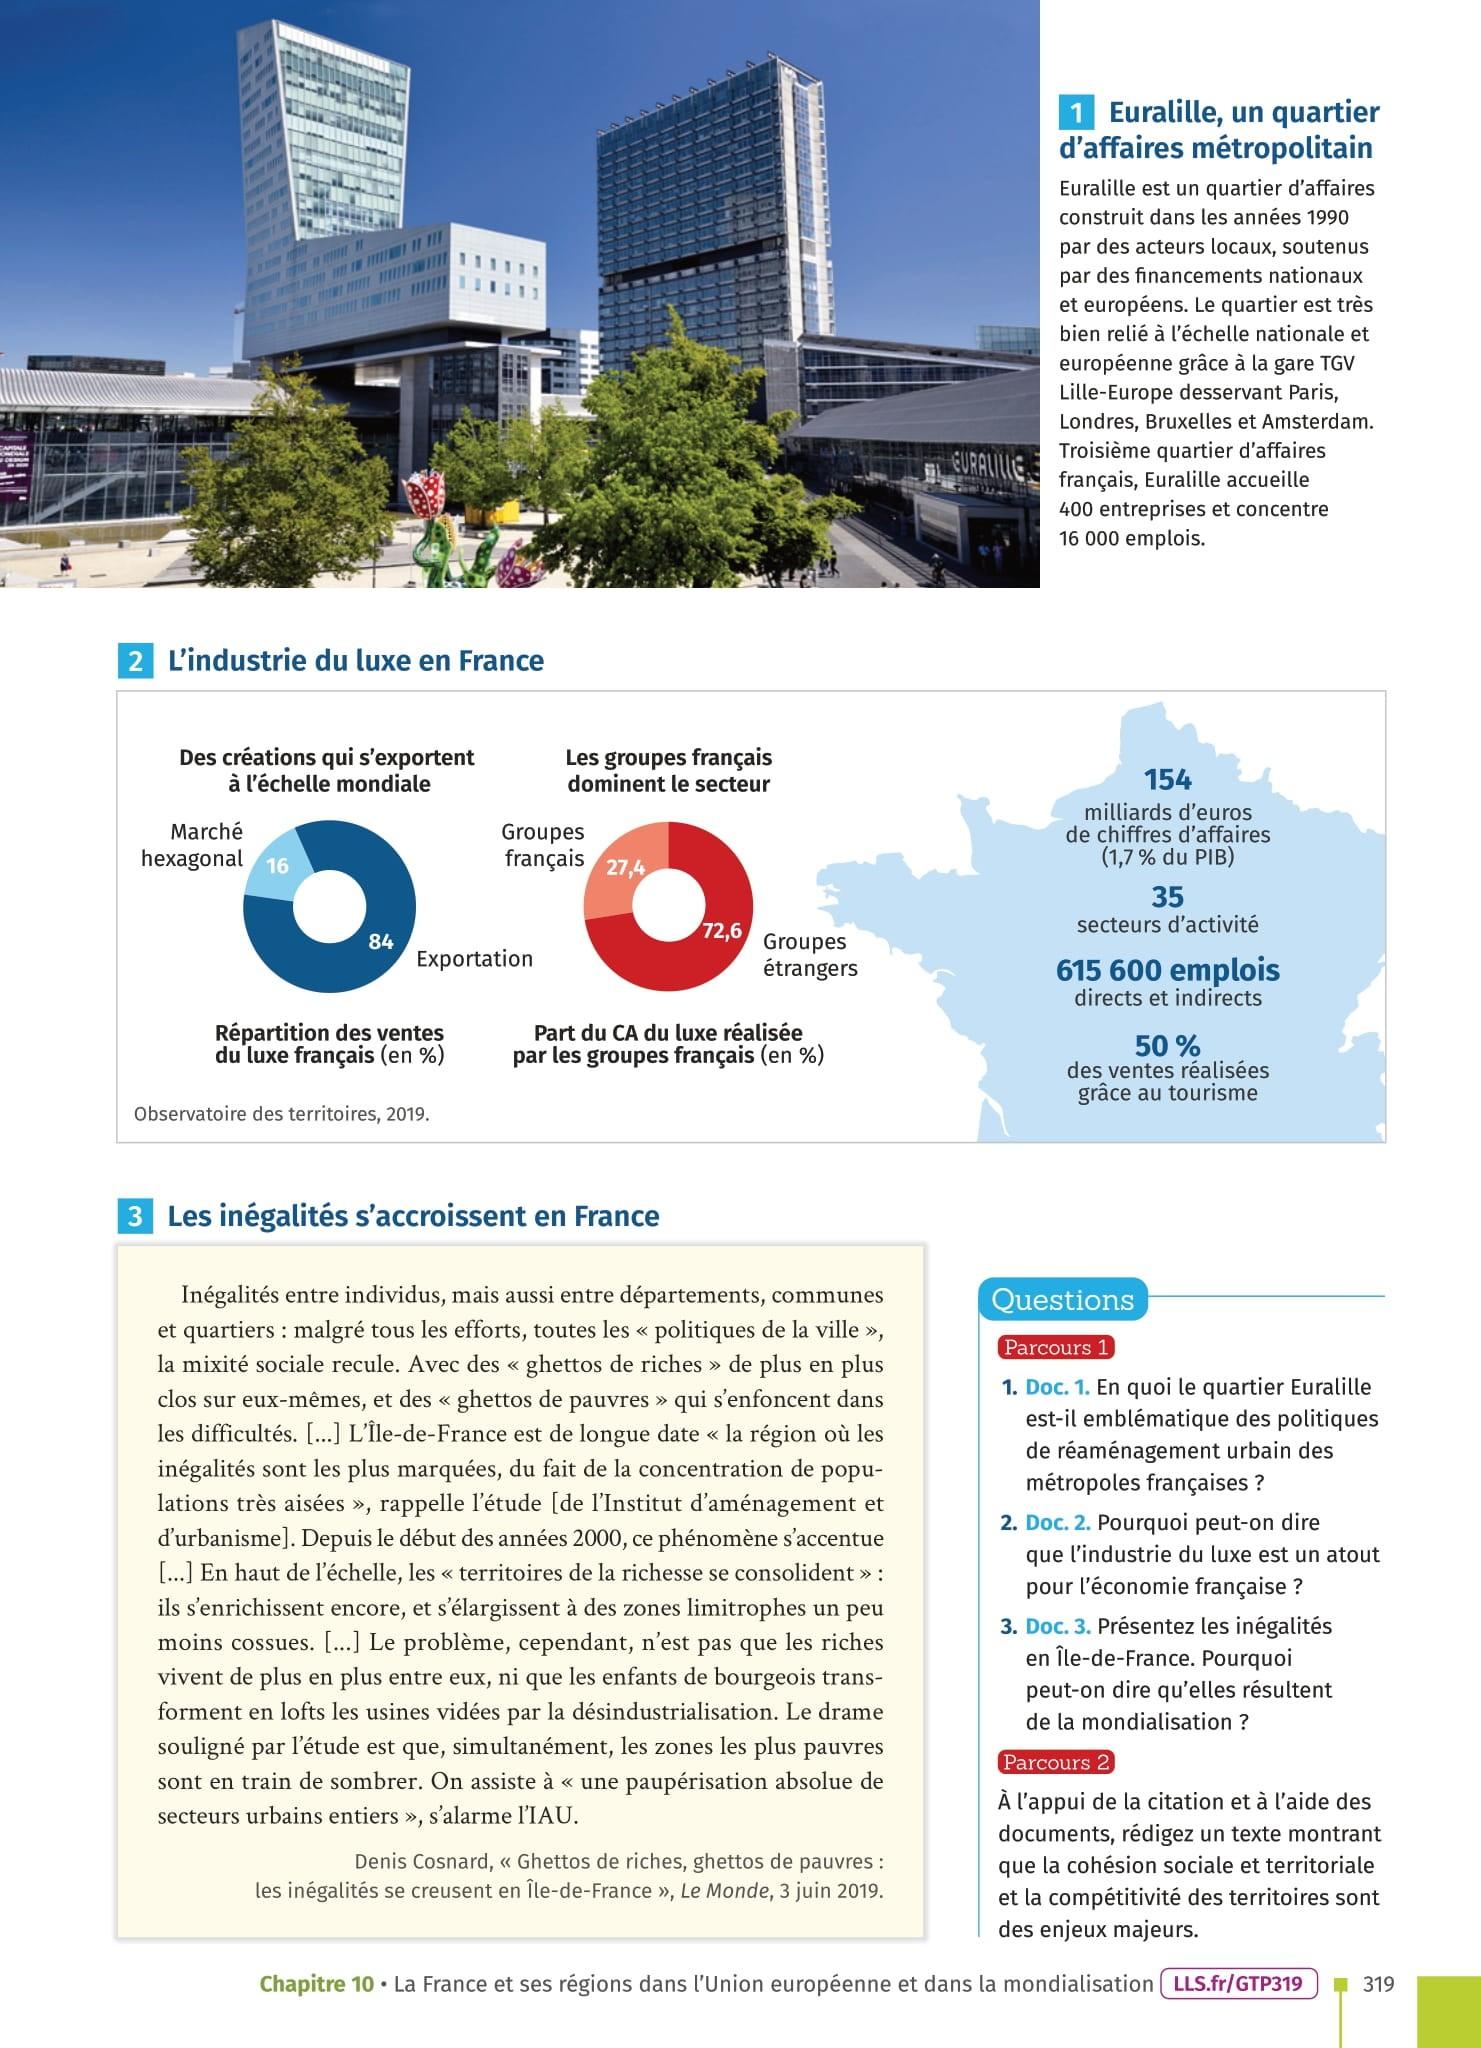 CAPITALE
MONDIALE
DU DESIGN
EURALILLE
1 Euralille, un quartier
d’affaires métropolitain
Euralille est un quartier d’affaires
construit dans les années 1990
par des acteurs locaux, soutenus
par des financements nationaux
et européens. Le quartier est très
bien relié à l’échelle nationale et
européenne grâce à la gare TGV
Lille-Europe desservant Paris,
Londres, Bruxelles et Amsterdam.
Troisième quartier d’affaires
français, Euralille accueille
400 entreprises et concentre
16 000 emplois.
2 L’industrie du luxe en France
Des créations qui s’exportent
à l’échelle mondiale
Marché
hexagonal
16
84
Exportation
Répartition des ventes
du luxe français (en %)
Les groupes français
dominent le secteur
Groupes
français
27,4
72,6
Groupes
étrangers
Part du CA du luxe réalisée
par les groupes français (en %)
154
milliards d’euros
de chiffres d’affaires
(1,7 % du PIB)
35
secteurs d’activité
615 600 emplois
directs et indirects
50 %
des ventes réalisées
grâce au tourisme
Observatoire des territoires, 2019.
3 Les inégalités s’accroissent en France
Inégalités entre individus, mais aussi entre départements, communes
et quartiers : malgré tous les efforts, toutes les « politiques de la ville »,
la mixité sociale recule. Avec des « ghettos de riches » de plus en plus
clos sur eux-mêmes, et des « ghettos de pauvres » qui s’enfoncent dans
les difficultés. [...] L’Île-de-France est de longue date « la région où les
inégalités sont les plus marquées, du fait de la concentration de popu-
lations très aisées », rappelle l’étude [de l’Institut d’aménagement et
d’urbanisme]. Depuis le début des années 2000, ce phénomène s’accentue
[...] En haut de l’échelle, les « territoires de la richesse se consolident » :
ils s’enrichissent encore, et s’élargissent à des zones limitrophes un peu
moins cossues. [...] Le problème, cependant, n’est pas que les riches
vivent de plus en plus entre eux, ni que les enfants de bourgeois trans-
forment en lofts les usines vidées par la désindustrialisation. Le drame
souligné par l’étude est que, simultanément, les zones les plus pauvres
sont en train de sombrer. On assiste à « une paupérisation absolue de
secteurs urbains entiers », s’alarme l’IAU.
Denis Cosnard, « Ghettos de riches, ghettos de pauvres :
les inégalités se creusent en Île-de-France », Le Monde, 3 juin 2019.
Questions
Parcours 1
1. Doc. 1. En quoi le quartier Euralille
est-il emblématique des politiques
de réaménagement urbain des
métropoles françaises ?
2. Doc. 2. Pourquoi peut-on dire
que l’industrie du luxe est un atout
pour l’économie française ?
3. Doc. 3. Présentez les inégalités
en Île-de-France. Pourquoi
peut-on dire qu’elles résultent
de la mondialisation ?
Parcours 2
À l’appui de la citation et à l’aide des
documents, rédigez un texte montrant
que la cohésion sociale et territoriale
et la compétitivité des territoires sont
des enjeux majeurs.
Chapitre 10 • La France et ses régions dans l’Union européenne et dans la mondialisation LLS.fr/GTP319 319